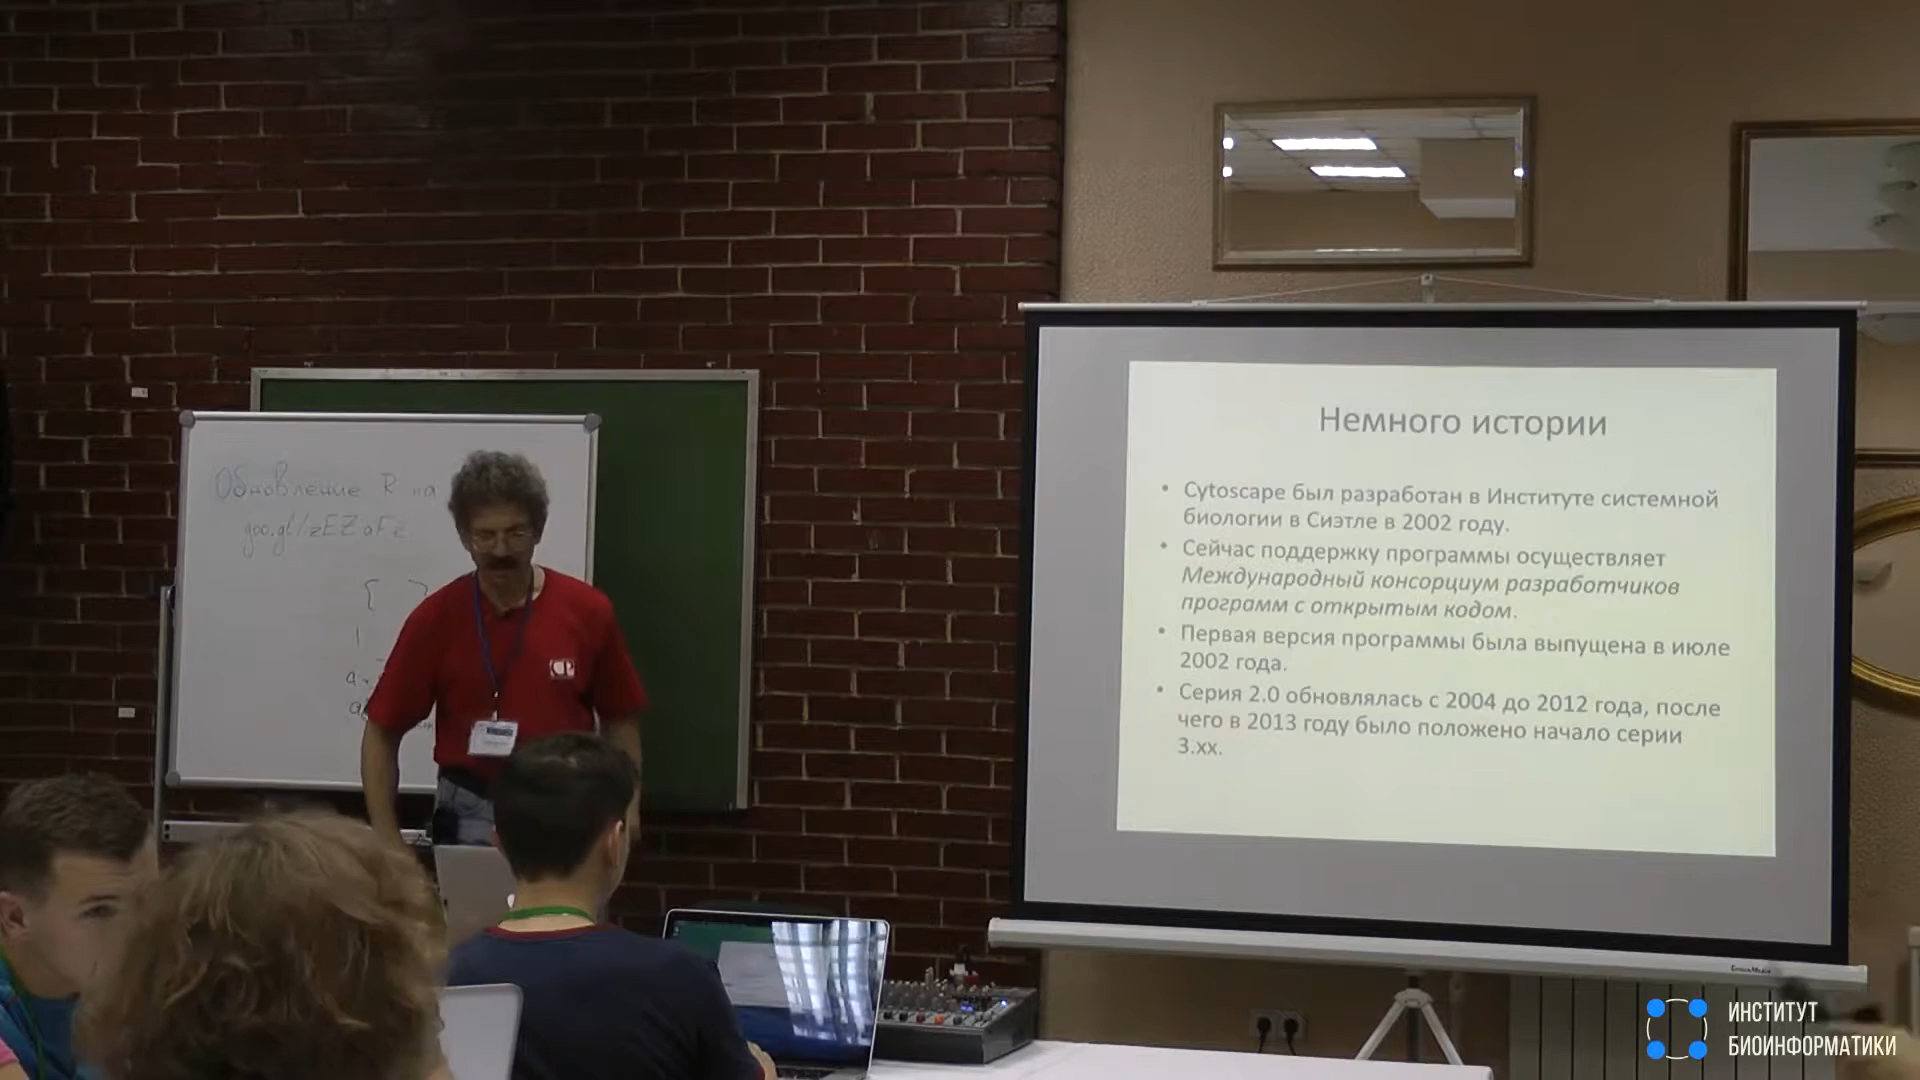 Немного истории
• Cytoscape был разработан в Институте системной
биологии в Сиэтле в 2002 году.
• Сейчас поддержку программы осуществляет
Международный консорциум разработчиков
программ с открытым кодом.
• Первая версия программы была выпущена в июле
2002 года.
• Серия 2.0 обновлялась с 2004 до 2012 года, после
чего в 2013 году было положено начало серии
3.xx.
Обновление R на
ИНСТИТУТ
БИОИНФОРМАТИКИ